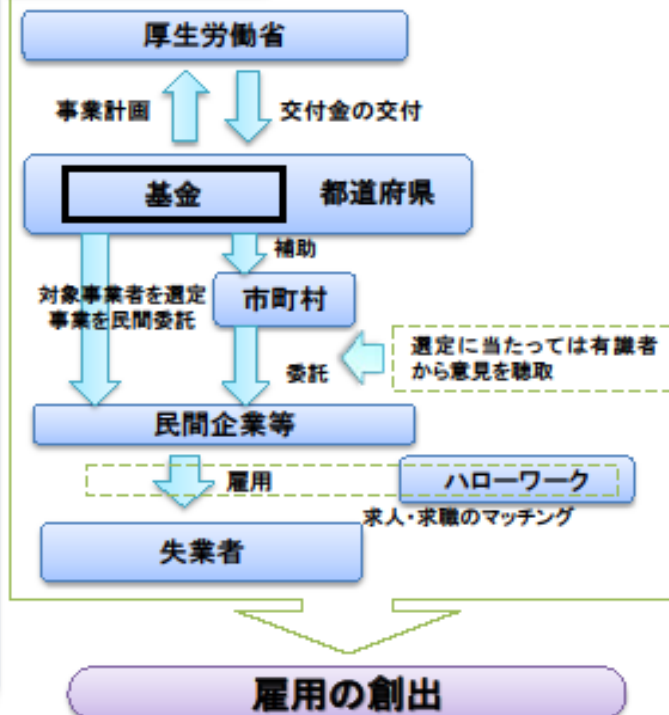 厚生労働省
事業計画
交付金の交付
基金
都道府県
補助
対象事業者を選定
事業を民間委託
市町村
選定に当たっては有識者
から意見を聴取
委託
民間企業等
雇用
ハローワーク
求人・求職のマッチング
失業者
雇用の創出